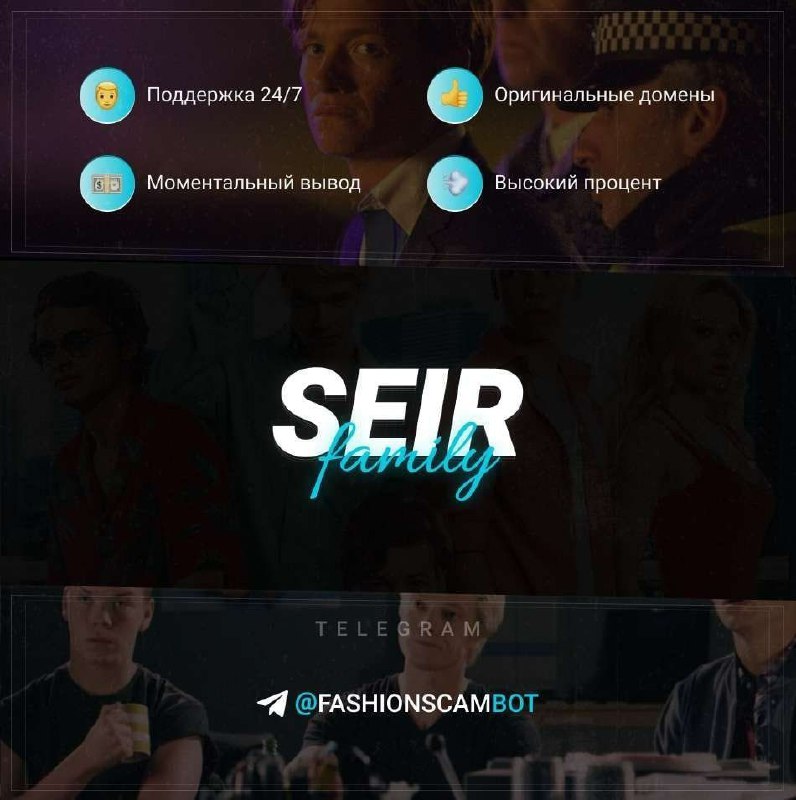 Поддержка 24/7
Оригинальные домены
Моментальный вывод
Высокий процент
SEIR
family
TELEGRAM
@FASHIONSCAMBOT